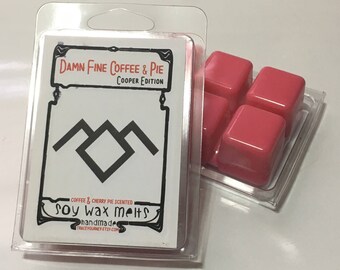 Damn Fine Coffee & Pie
Cooper Edition
Coffee & Cherry Pie Scented
Soy Wax Melts
handmade